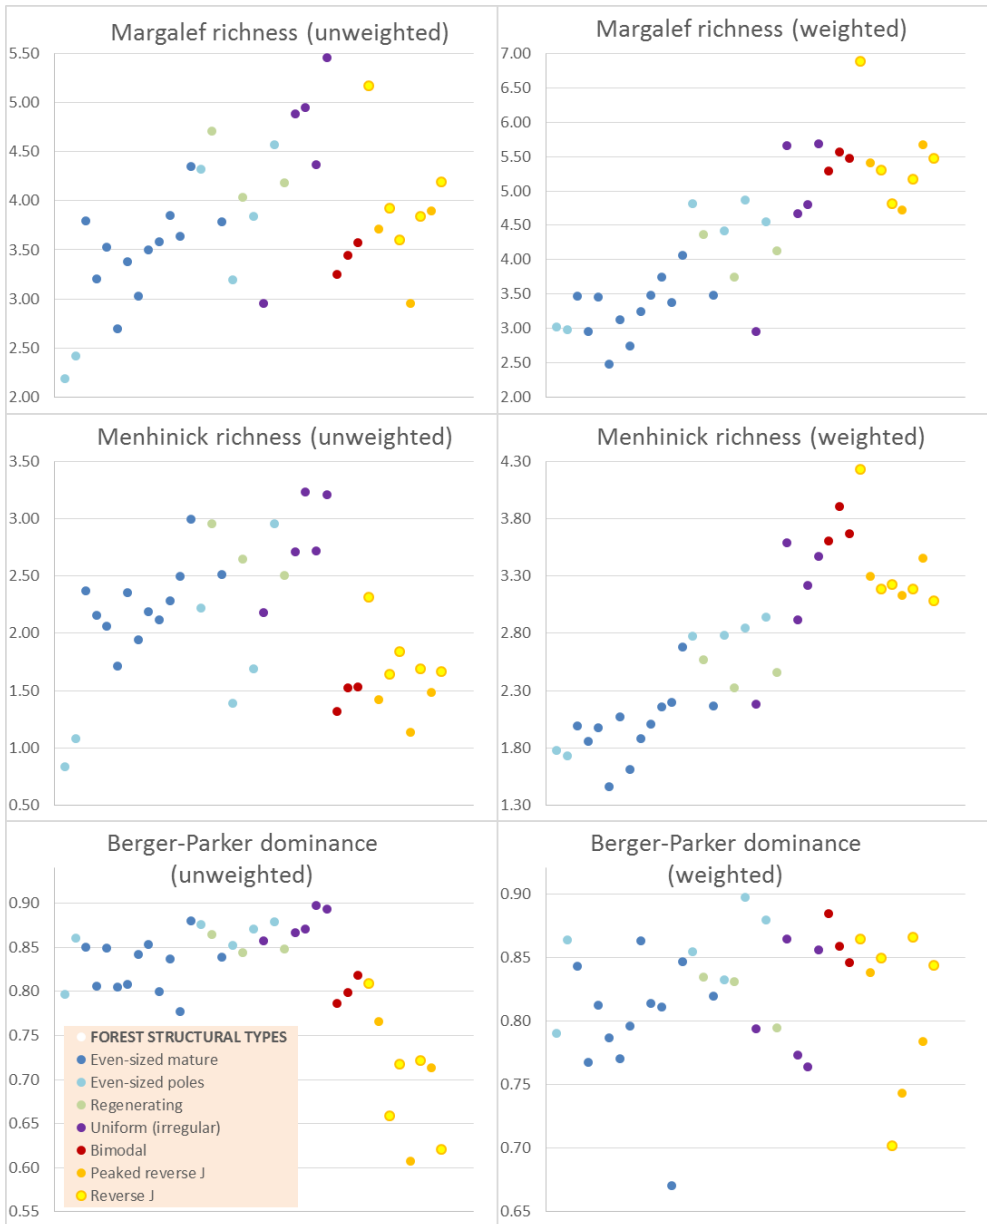 Margalef richness (unweighted)
5.50
5.00
4.50
4.00
3.50
3.00
2.50
2.00
Margalef richness (weighted)
7.00
6.00
5.50
5.00
4.50
4.00
3.50
3.00
2.50
2.00
Menhinick richness (unweighted)
3.50
3.00
2.50
2.00
1.50
1.00
0.50
Menhinick richness (weighted)
4.30
3.80
3.30
2.80
2.30
1.80
1.30
Berger-Parker dominance
(unweighted)
0.90
0.85
0.80
0.75
0.70
0.65
0.60
0.55
FOREST STRUCTURAL TYPES
Even-sized mature
Even-sized poles
Regenerating
Uniform (irregular)
Bimodal
Peaked reverse J
Reverse J
Berger-Parker dominance
(weighted)
0.90
0.85
0.80
0.75
0.70
0.65